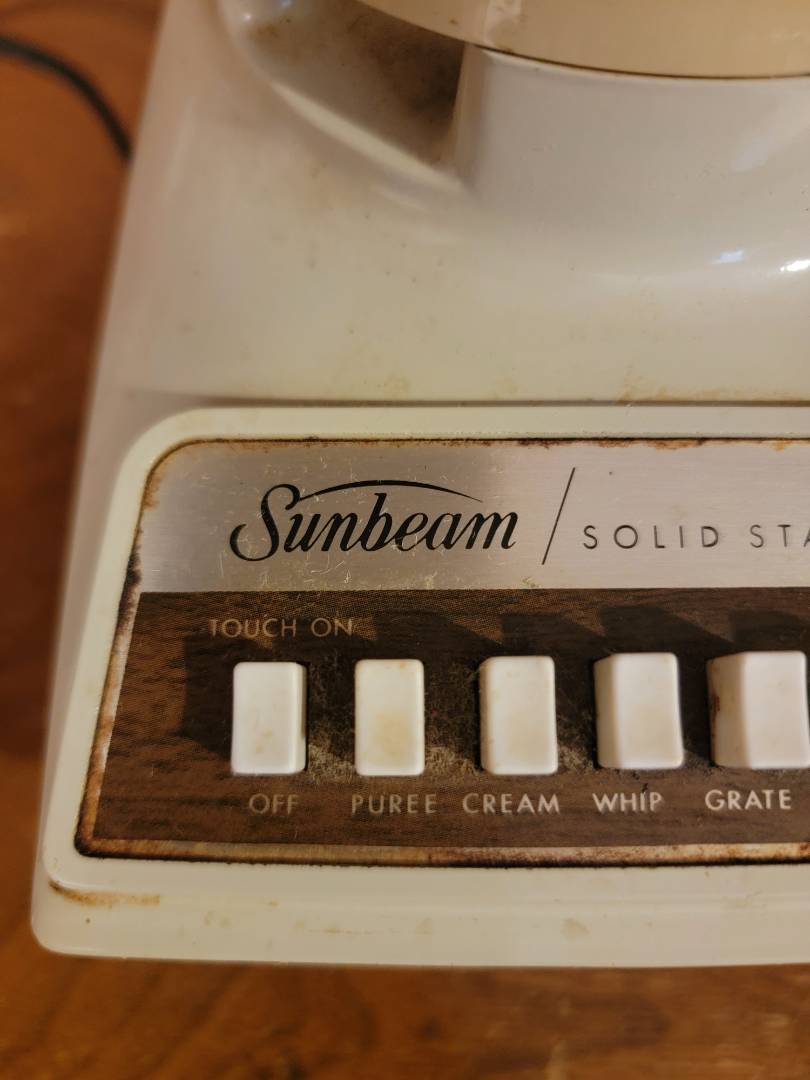 Sunbeam / SOLID STA
TOUCH ON
OFF PUREE CREAM WHIP GRATE